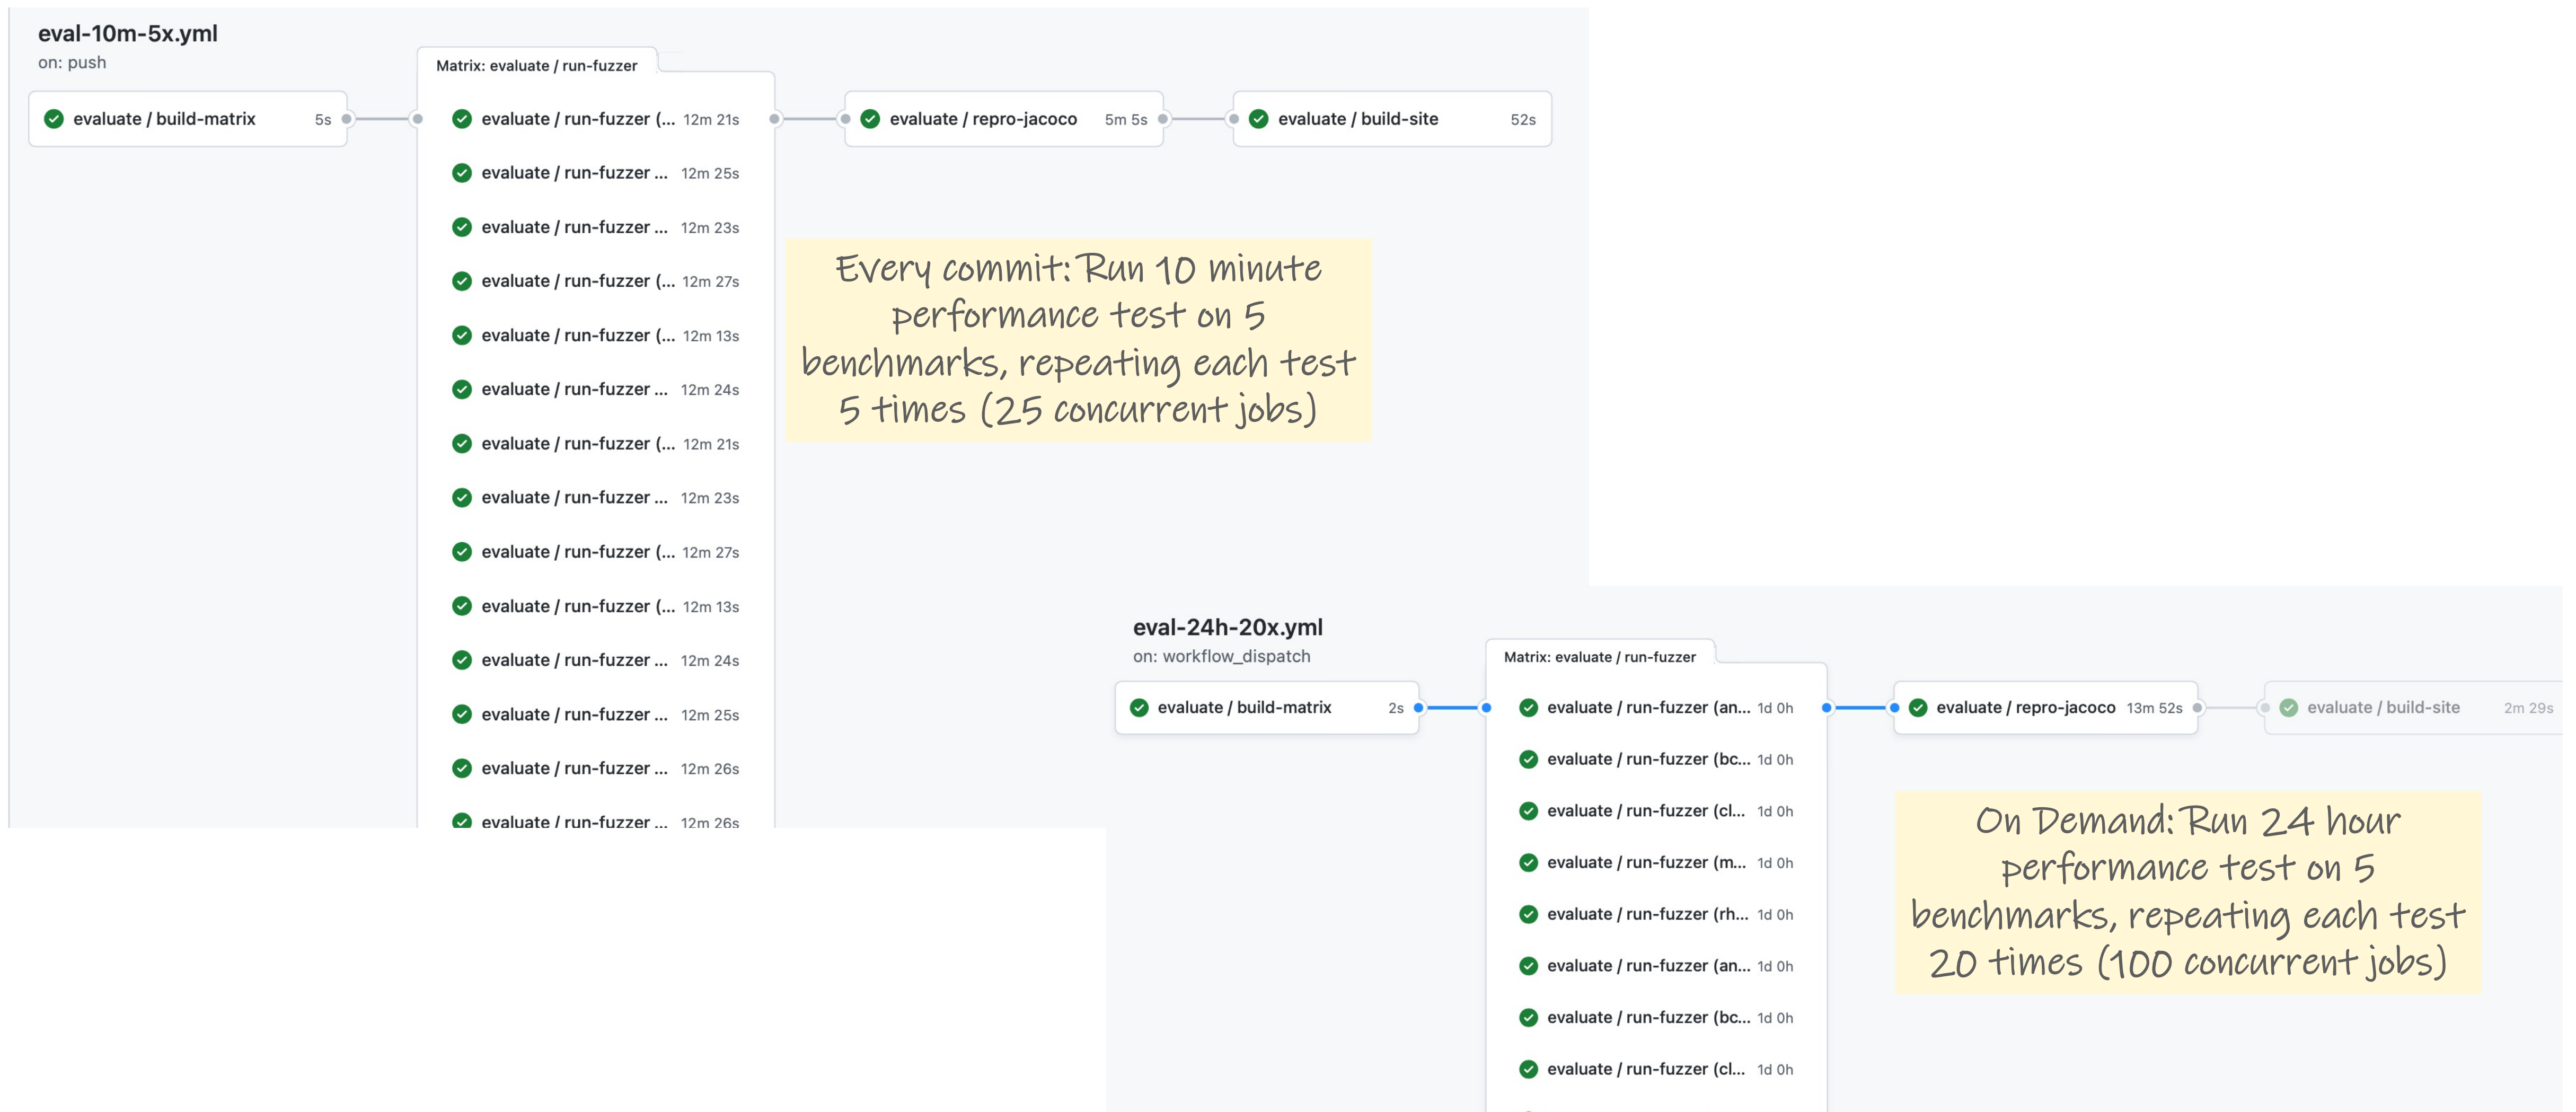 eval-10m-5x.yml
on: push
evaluate / build-matrix 5s
Matrix: evaluate / run-fuzzer
evaluate / run-fuzzer (... 12m 21s
evaluate / run-fuzzer ... 12m 25s
evaluate / run-fuzzer ... 12m 23s
evaluate / run-fuzzer (... 12m 27s
evaluate / run-fuzzer (... 12m 13s
evaluate / run-fuzzer ... 12m 24s
evaluate / run-fuzzer (... 12m 21s
evaluate / run-fuzzer ... 12m 23s
evaluate / run-fuzzer (... 12m 27s
evaluate / run-fuzzer (... 12m 13s
evaluate / run-fuzzer ... 12m 24s
evaluate / run-fuzzer ... 12m 25s
evaluate / run-fuzzer ... 12m 26s
evaluate / run-fuzzer ... 12m 26s
evaluate / repro-jacoco 5m 5s
evaluate / build-site 52s
Every commit: Run 10 minute
performance test on 5
benchmarks, repeating each test
5 times (25 concurrent jobs)
eval-24h-20x.yml
on: workflow_dispatch
evaluate / build-matrix 2s
Matrix: evaluate / run-fuzzer
evaluate / run-fuzzer (an... 1d 0h
evaluate / run-fuzzer (bc... 1d 0h
evaluate / run-fuzzer (cl... 1d 0h
evaluate / run-fuzzer (m... 1d 0h
evaluate / run-fuzzer (rh... 1d 0h
evaluate / run-fuzzer (an... 1d 0h
evaluate / run-fuzzer (bc... 1d 0h
evaluate / run-fuzzer (cl... 1d 0h
evaluate / repro-jacoco 13m 52s
evaluate / build-site 2m 29s
On Demand: Run 24 hour
performance test on 5
benchmarks, repeating each test
20 times (100 concurrent jobs)